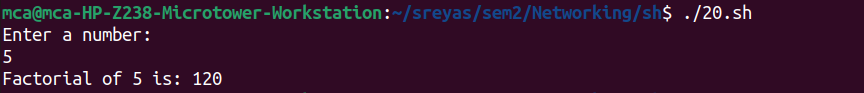 mca@mca-HP-Z238-Microtower-Workstation:~/sreyas/sem2/Networking/sh$ ./20.sh
Enter a number:
5
Factorial of 5 is: 120